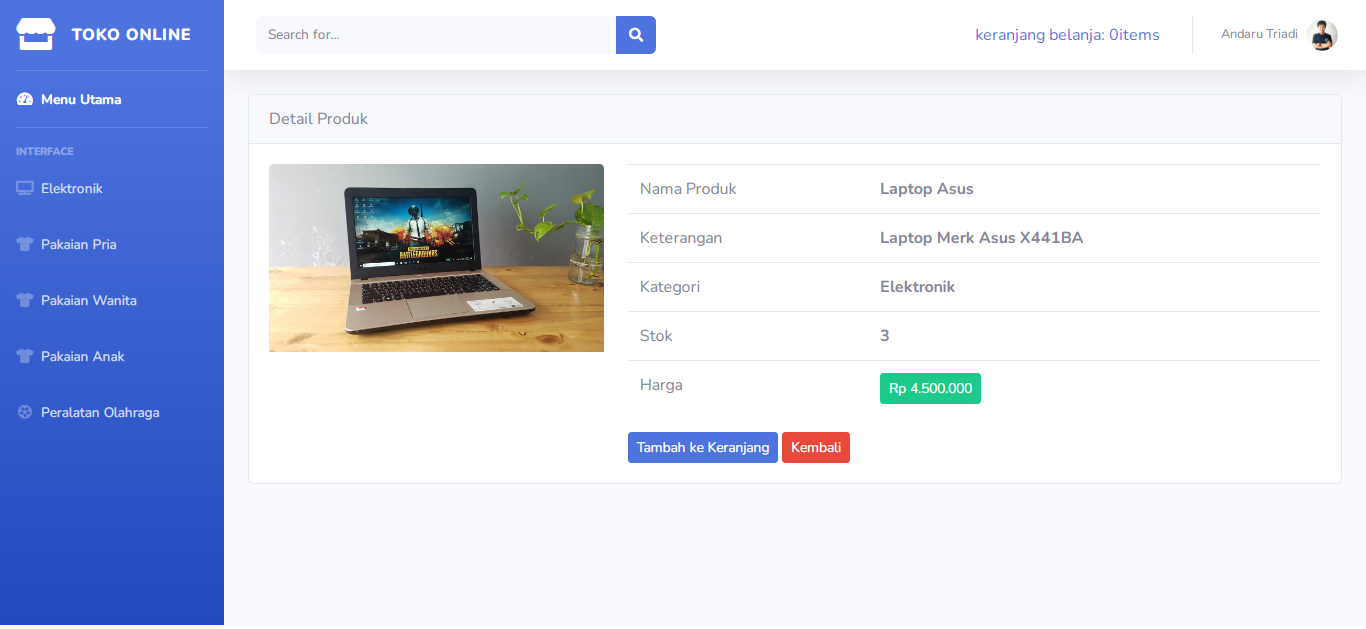 TOKO ONLINE
Search for...
keranjang belanja: 0items
Andaru Triadi
Menu Utama
INTERFACE
Elektronik
Pakaian Pria
Pakaian Wanita
Pakaian Anak
Peralatan Olahraga
Detail Produk
BATTLEGROUNDS
Nama Produk Laptop Asus
Keterangan Laptop Merk Asus X441BA
Kategori Elektronik
Stok 3
Harga Rp 4.500.000
Tambah ke Keranjang Kembali